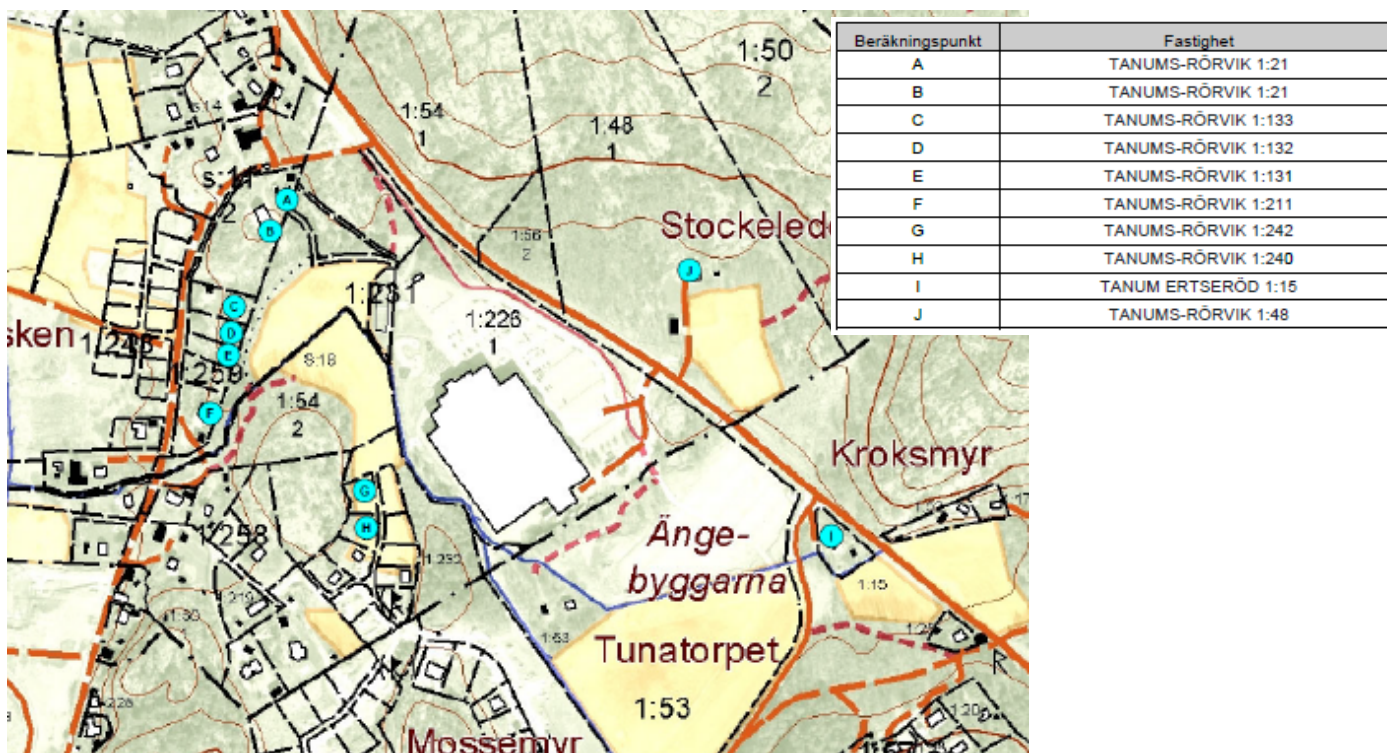 Beräkningspunkt Fastighet
A TANUMS-RÖRVIK 1:21
B TANUMS-RÖRVIK 1:21
C TANUMS-RÖRVIK 1:133
D TANUMS-RÖRVIK 1:132
E TANUMS-RÖRVIK 1:131
F TANUMS-RÖRVIK 1:211
G TANUMS-RÖRVIK 1:242
H TANUMS-RÖRVIK 1:240
I TANUM ERTSERÖD 1:15
J TANUMS-RÖRVIK 1:48
1:50
2
1:54
1
1:48
1
s:14
2
A
B
Stockeled
1:56
2
J
C
1:231
1:226
1
D
E
sken
S:18
1:54
2
F
Kroksmyr
G
H
1:258
Änge-
byggarna
I
1:15
1:53
Tunatorpet
1:53
Mossemyr